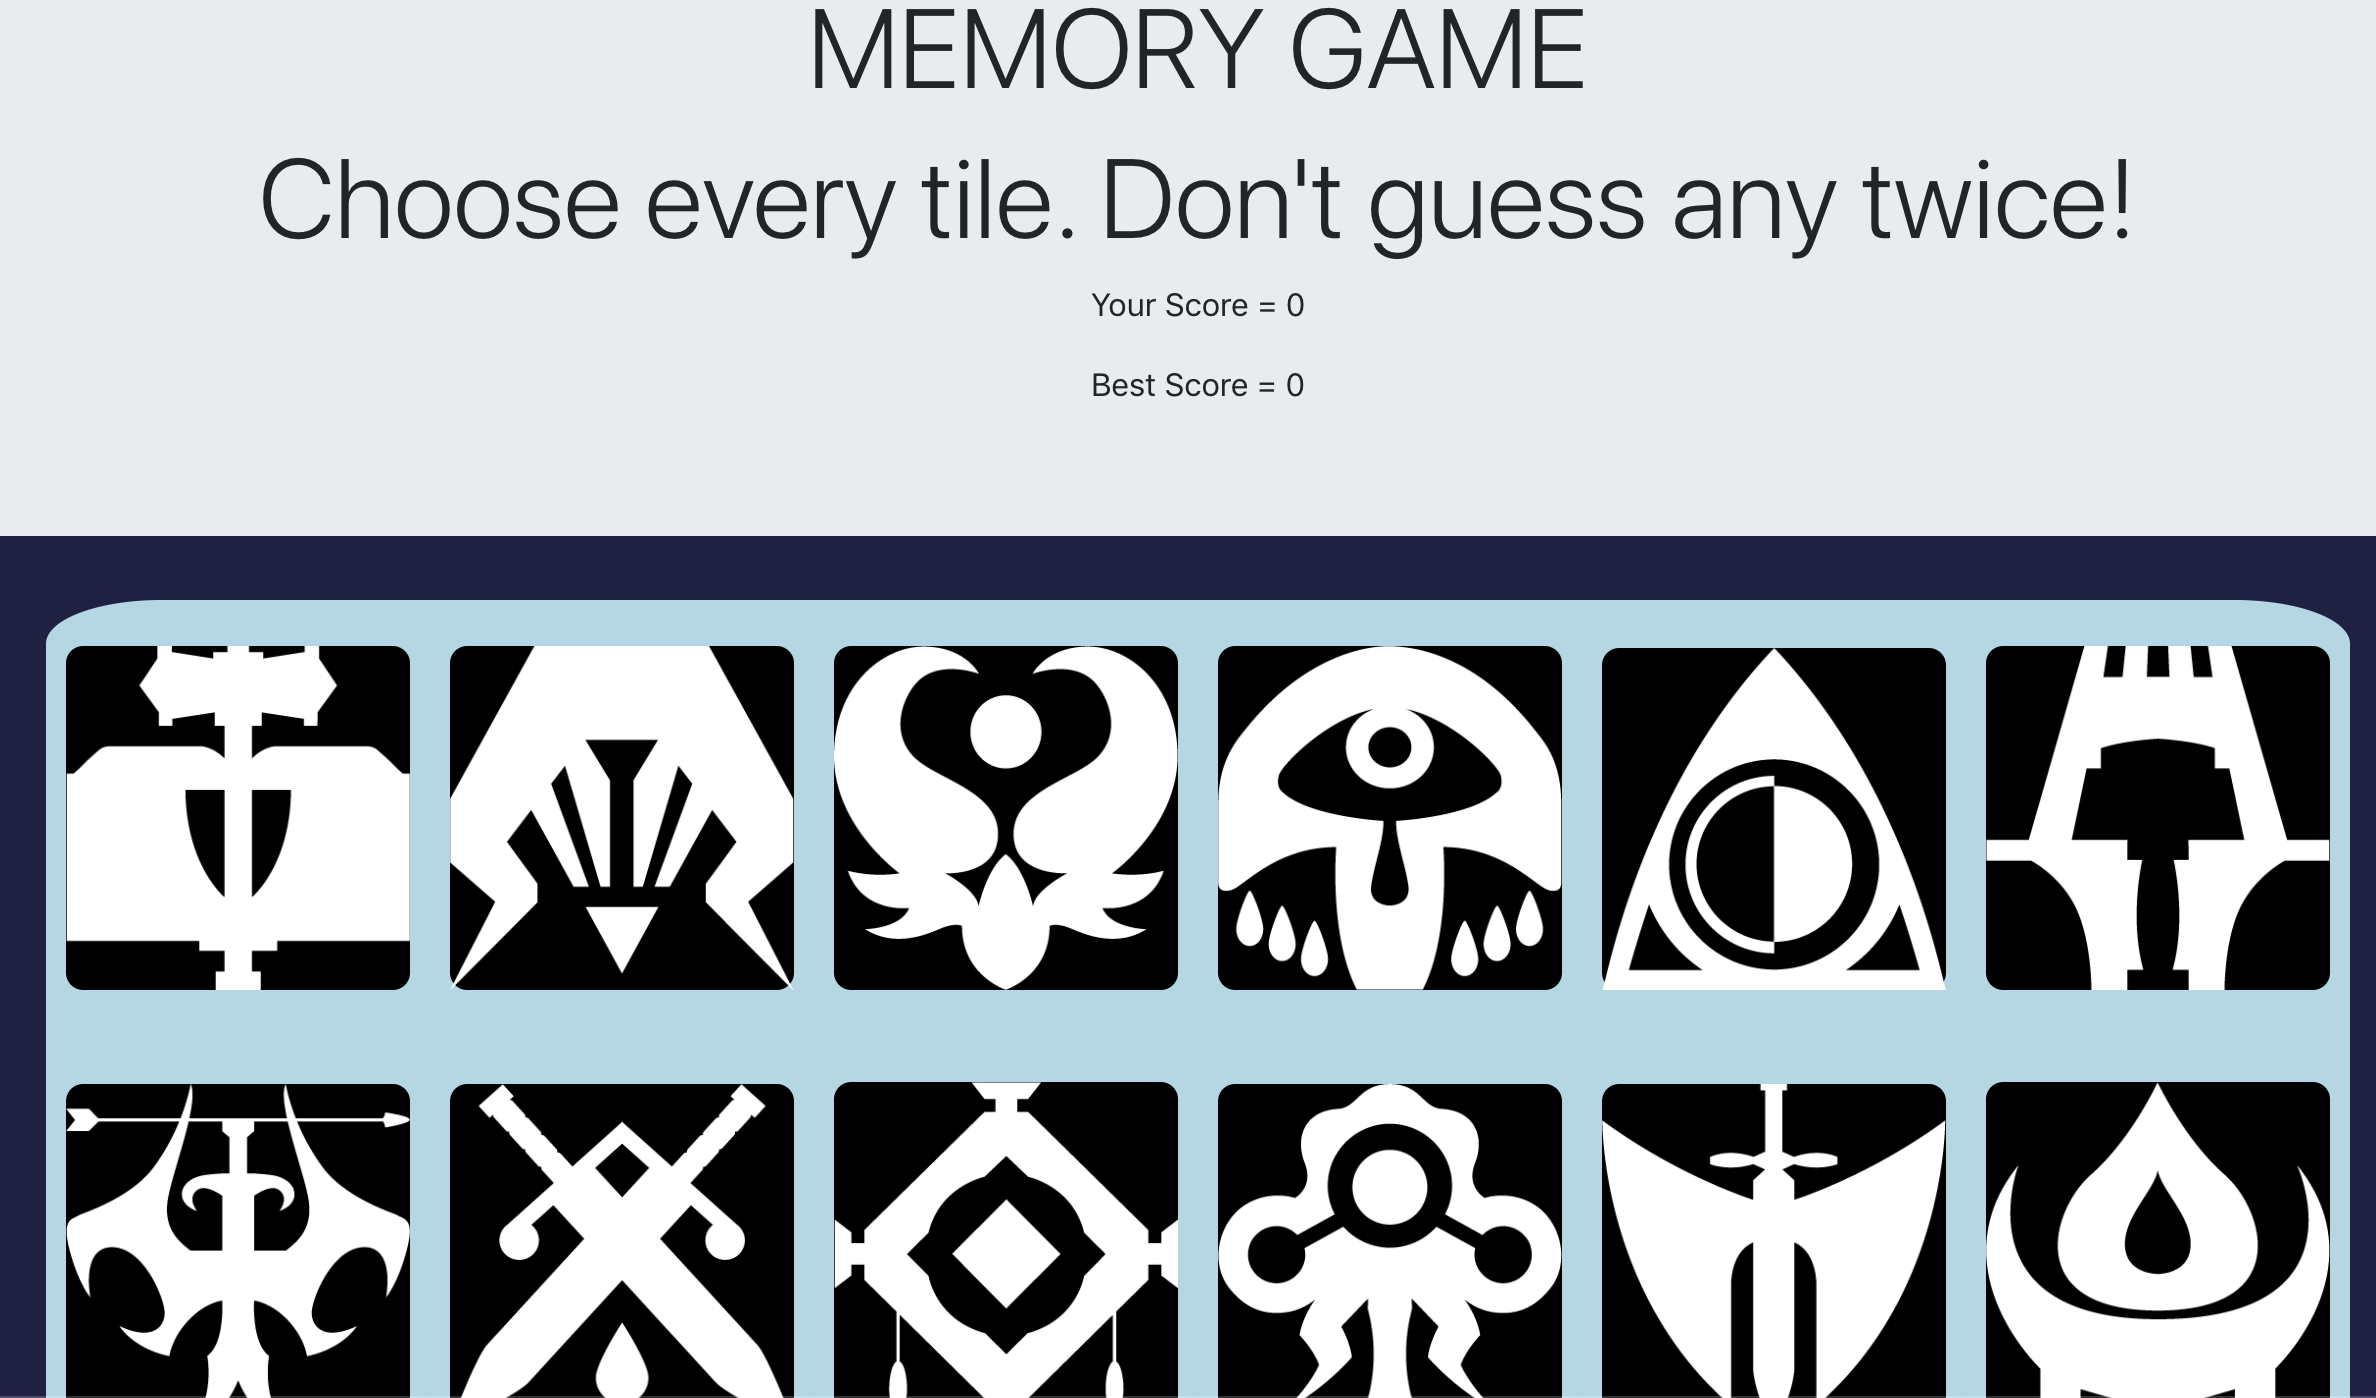 MEMORY GAME
Choose every tile. Don't guess any twice!
Your Score = 0
Best Score = 0